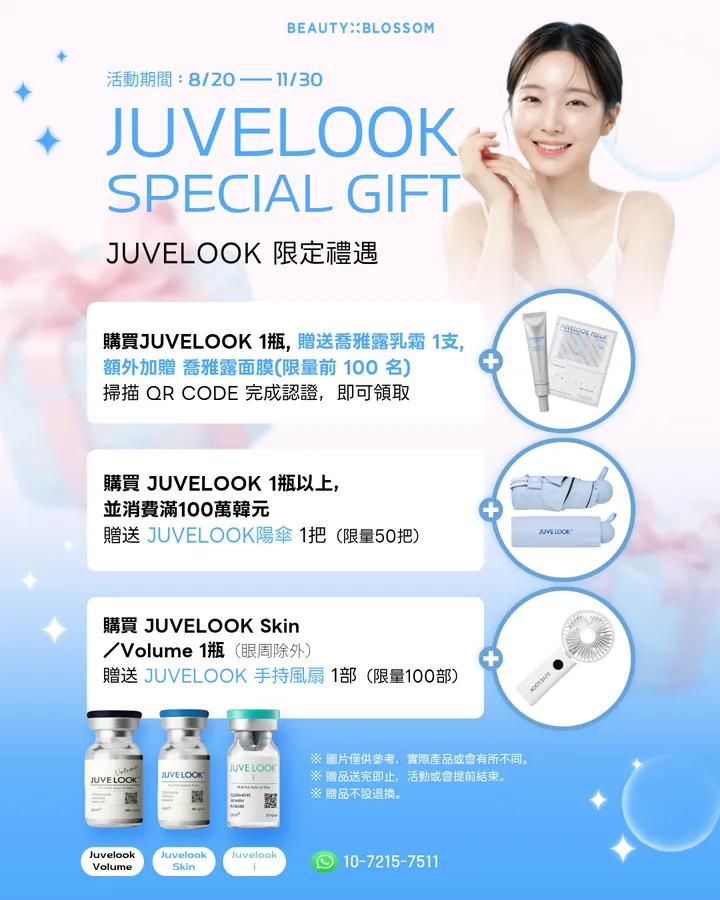 BEAUTY BLOSSOM
活動期間：8/20 — 11/30
JUVELOOK
SPECIAL GIFT
JUVELOOK 限定禮遇
購買JUVELOOK 1瓶, 贈送喬雅露乳霜 1支,
額外加贈 喬雅露面膜(限量前 100 名)
掃描 QR CODE 完成認證，即可領取
JUVELOOK FOILA
購買 JUVELOOK 1瓶以上,
並消費滿100萬韓元
贈送 JUVELOOK陽傘 1把（限量50把）
JUVELOOK
購買 JUVELOOK Skin
／Volume 1瓶（眼周除外）
贈送 JUVELOOK 手持風扇 1部（限量100部）
JUVELOOK
Volume
JUVELOOK™
JUVELOOK™
JUVELOOK™
i
※ 圖片僅供參考，實際產品或會有所不同。
※ 贈品送完即止，活動或會提前結束。
※ 贈品不設退換。
Juvelook
Volume
Juvelook
Skin
Juvelook
i
10-7215-7511